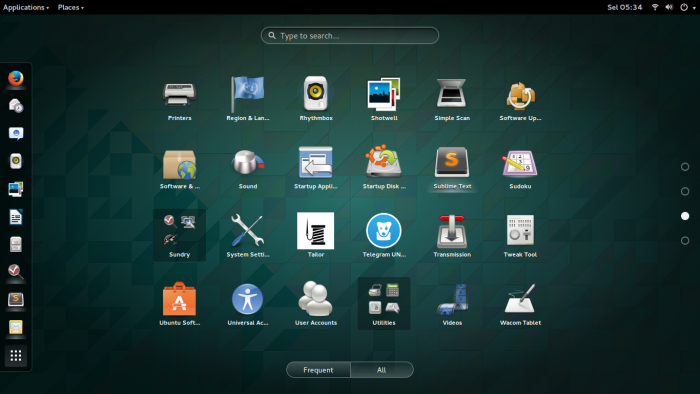 Applications Places Sel 05:34
Type to search...
Printers Region & Lan... Rhythmbox Shotwell Simple Scan Software Up...
Software & ... Sound Startup Appli... Startup Disk ... Sublime Text Sudoku
Sundry System Setti... Tailor Telegram UN... Transmission Tweak Tool
Ubuntu Soft... Universal Ac... User Accounts Utilities Videos Wacom Tablet
Frequent All